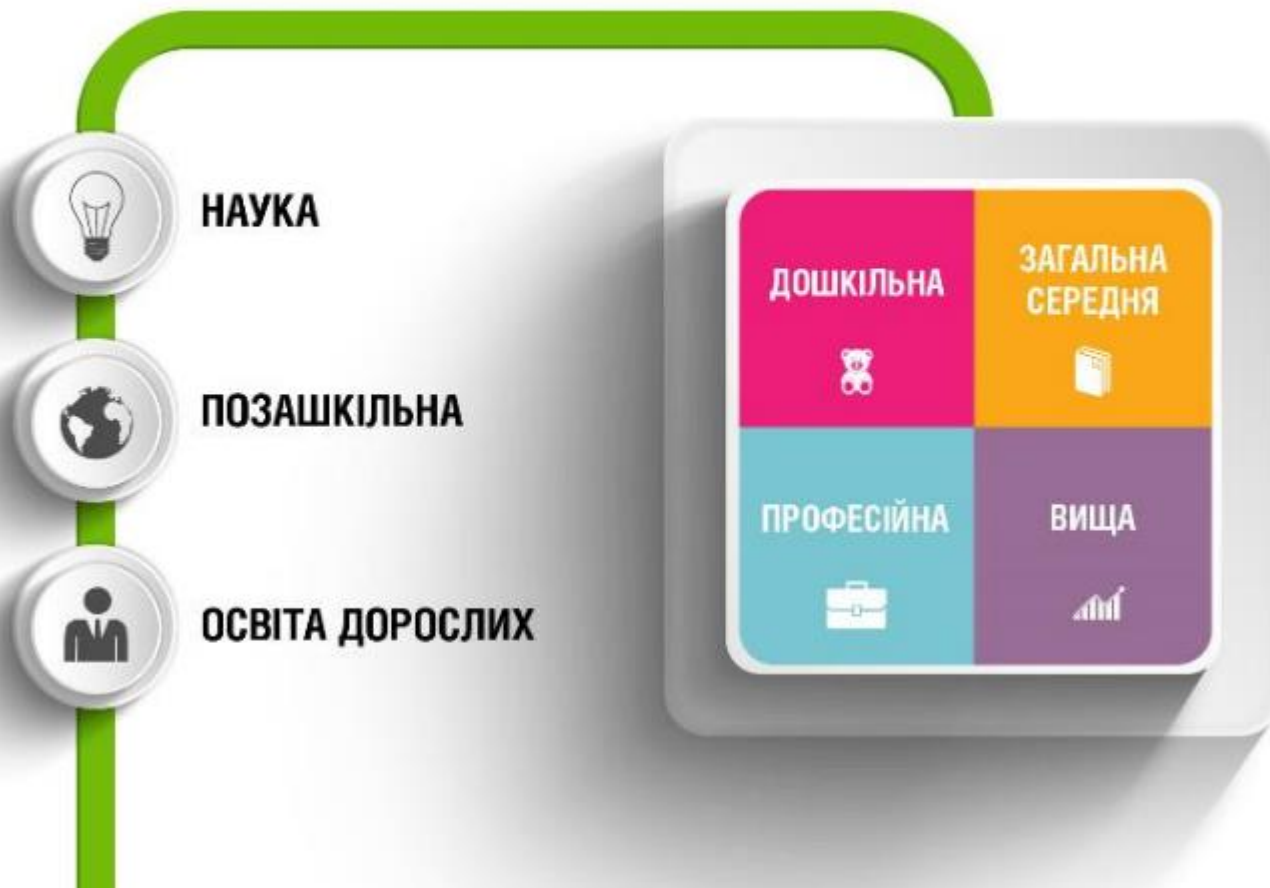 НАУКА
ПОЗАШКІЛЬНА
ОСВІТА ДОРОСЛИХ
ДОШКІЛЬНА
ЗАГАЛЬНА
СЕРЕДНЯ
ПРОФЕСІЙНА
ВИЩА